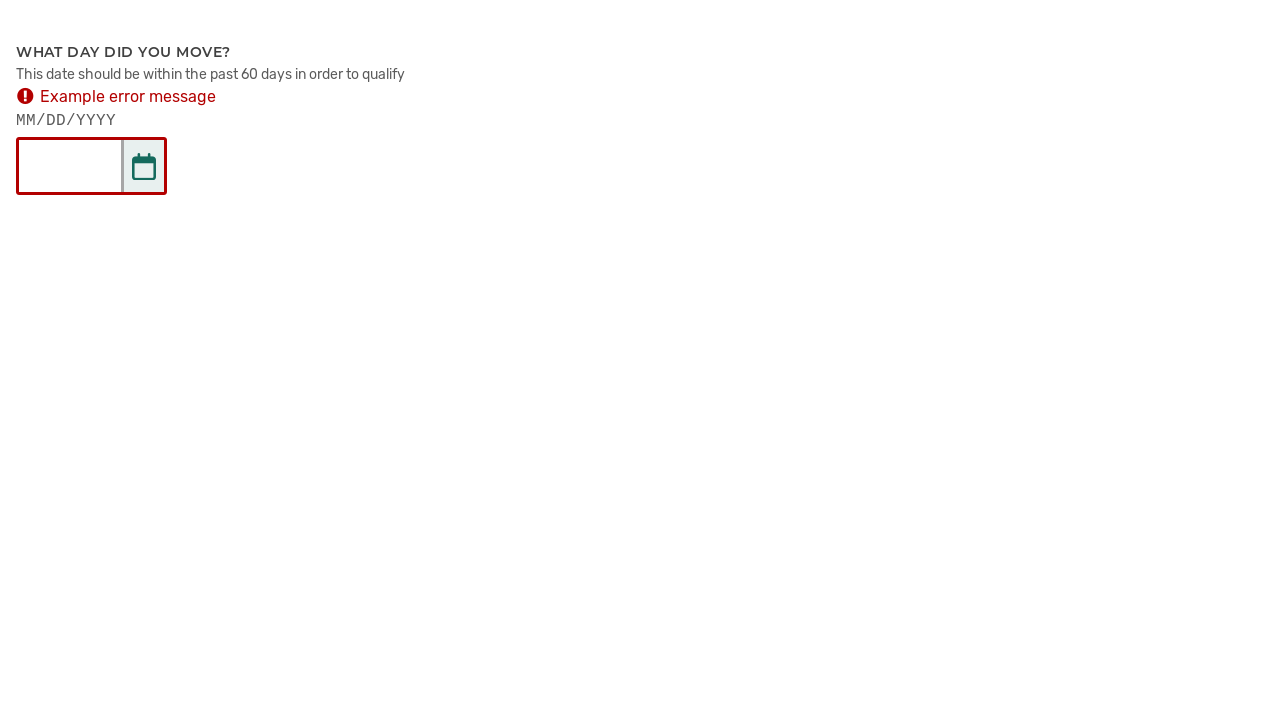 WHAT DAY DID YOU MOVE?
This date should be within the past 60 days in order to qualify
Example error message
MM/DD/YYYY